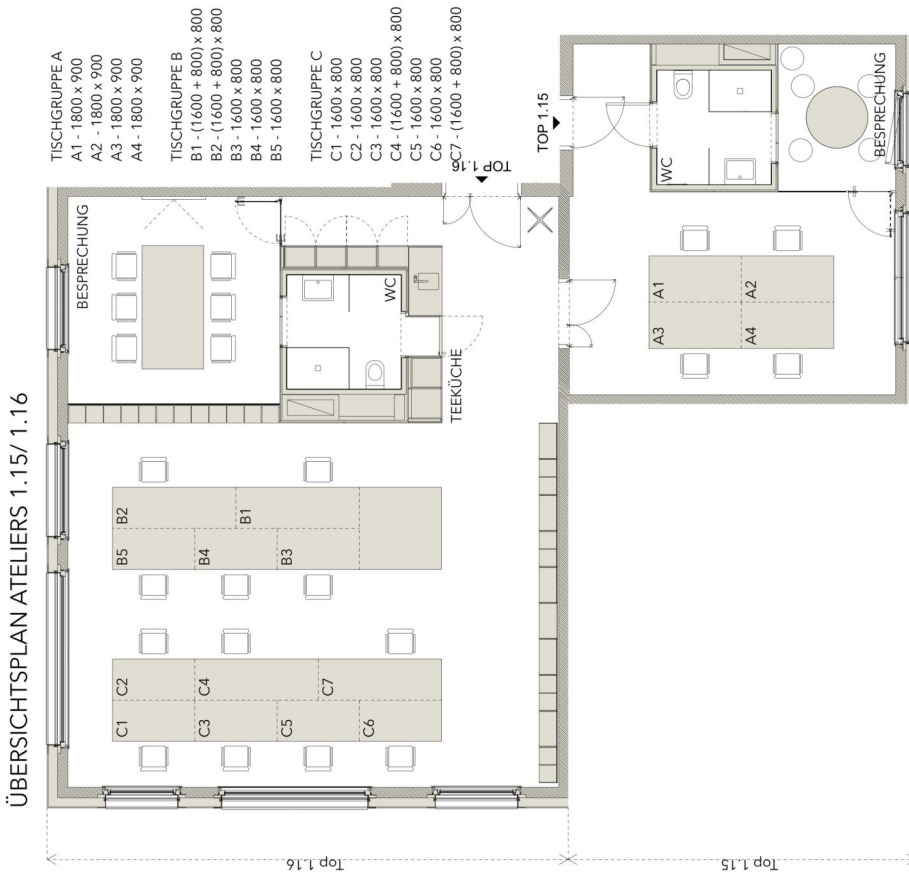 ÜBERSICHTSPLAN ATELIERS 1.15/ 1.16
TISCHGRUPPE A
A1 - 1800 x 900
A2 - 1800 x 900
A3 - 1800 x 900
A4 - 1800 x 900
TISCHGRUPPE B
B1 - (1600 + 800) x 800
B2 - (1600 + 800) x 800
B3 - 1600 x 800
B4 - 1600 x 800
B5 - 1600 x 800
TISCHGRUPPE C
C1 - 1600 x 800
C2 - 1600 x 800
C3 - 1600 x 800
C4 - (1600 + 800) x 800
C5 - 1600 x 800
C6 - 1600 x 800
C7 - (1600 + 800) x 800
BESPRECHUNG
WC
TEEKÜCHE
TOP 1.16
TOP 1.15
WC
BESPRECHUNG
B2
B1
B5
B4
B3
C2
C4
C7
C1
C3
C5
C6
A1
A2
A3
A4
Top 1.16
Top 1.15